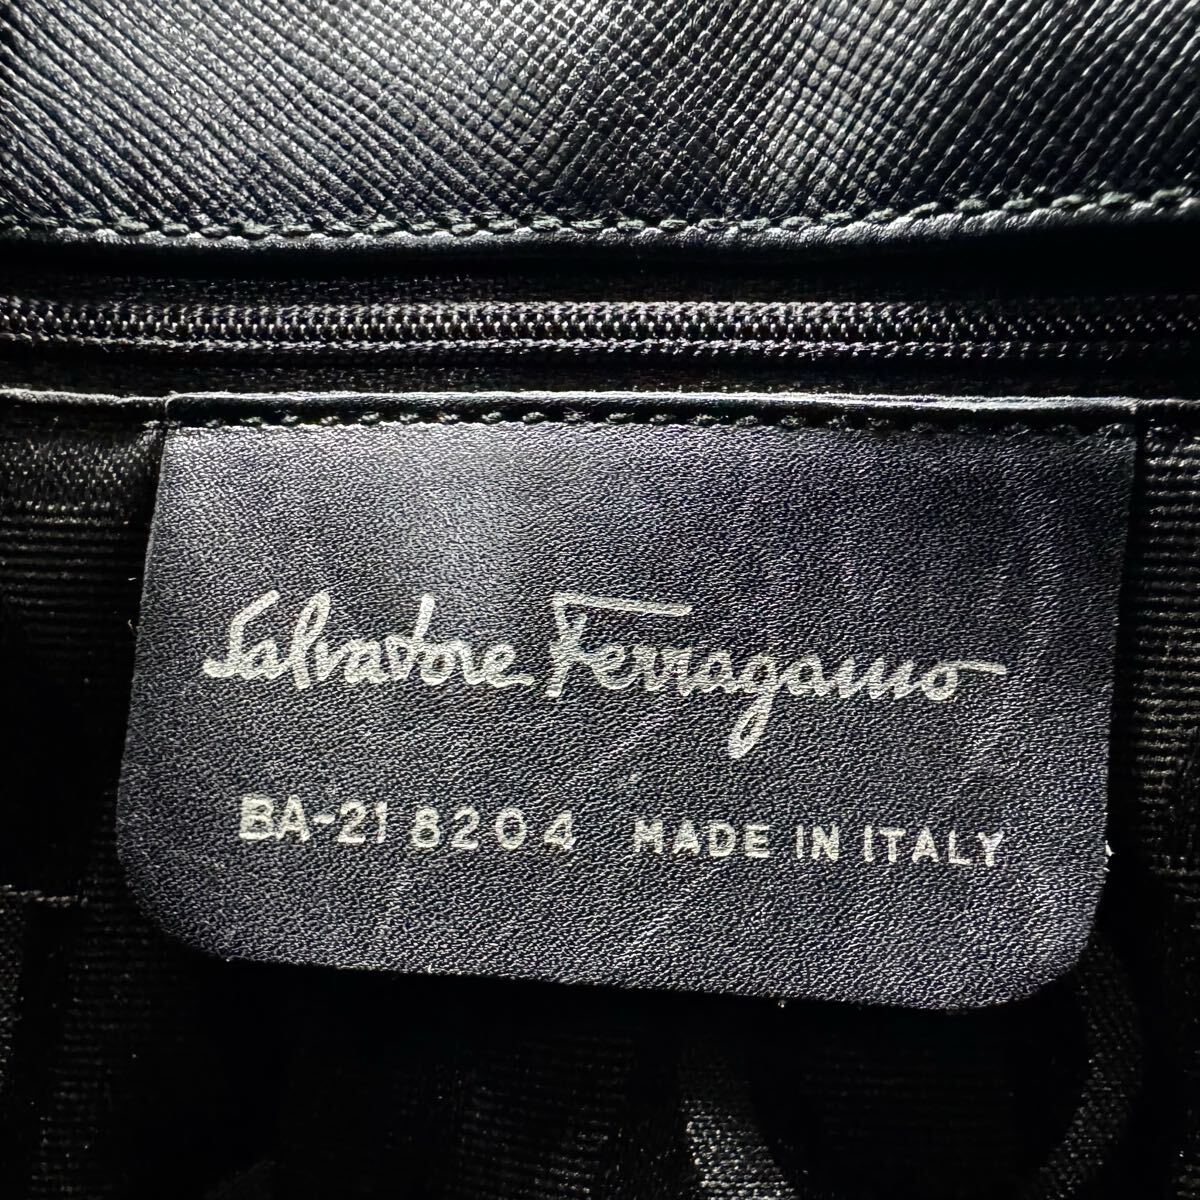 Salvatore Ferragamo
BA-21 8204 MADE IN ITALY